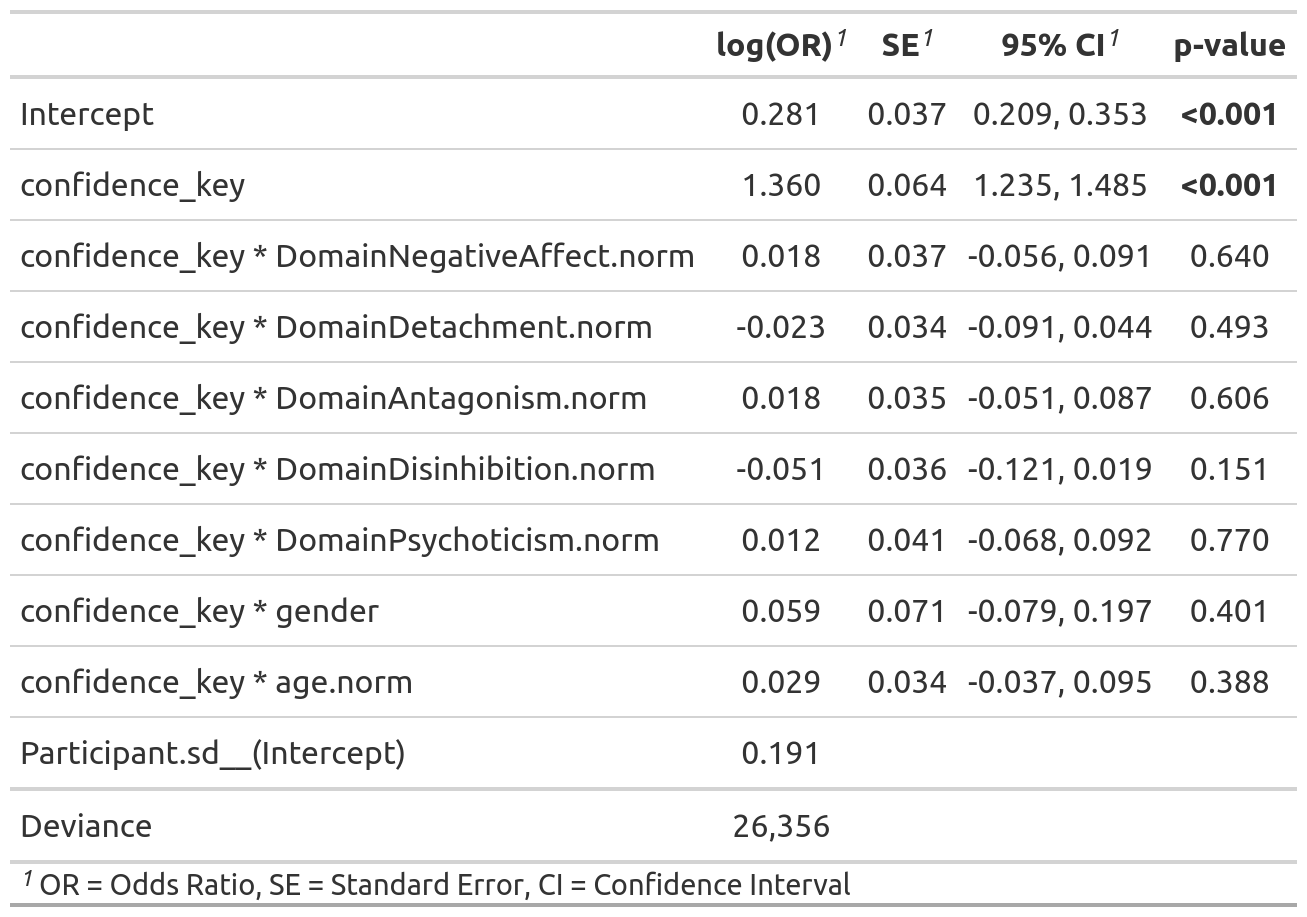 log(OR)1 SE1 95% CI1 p-value
Intercept 0.281 0.037 0.209, 0.353 <0.001
confidence_key 1.360 0.064 1.235, 1.485 <0.001
confidence_key * DomainNegativeAffect.norm 0.018 0.037 -0.056, 0.091 0.640
confidence_key * DomainDetachment.norm -0.023 0.034 -0.091, 0.044 0.493
confidence_key * DomainAntagonism.norm 0.018 0.035 -0.051, 0.087 0.606
confidence_key * DomainDisinhibition.norm -0.051 0.036 -0.121, 0.019 0.151
confidence_key * DomainPsychoticism.norm 0.012 0.041 -0.068, 0.092 0.770
confidence_key * gender 0.059 0.071 -0.079, 0.197 0.401
confidence_key * age.norm 0.029 0.034 -0.037, 0.095 0.388
Participant.sd__(Intercept) 0.191
Deviance 26,356
1 OR = Odds Ratio, SE = Standard Error, CI = Confidence Interval